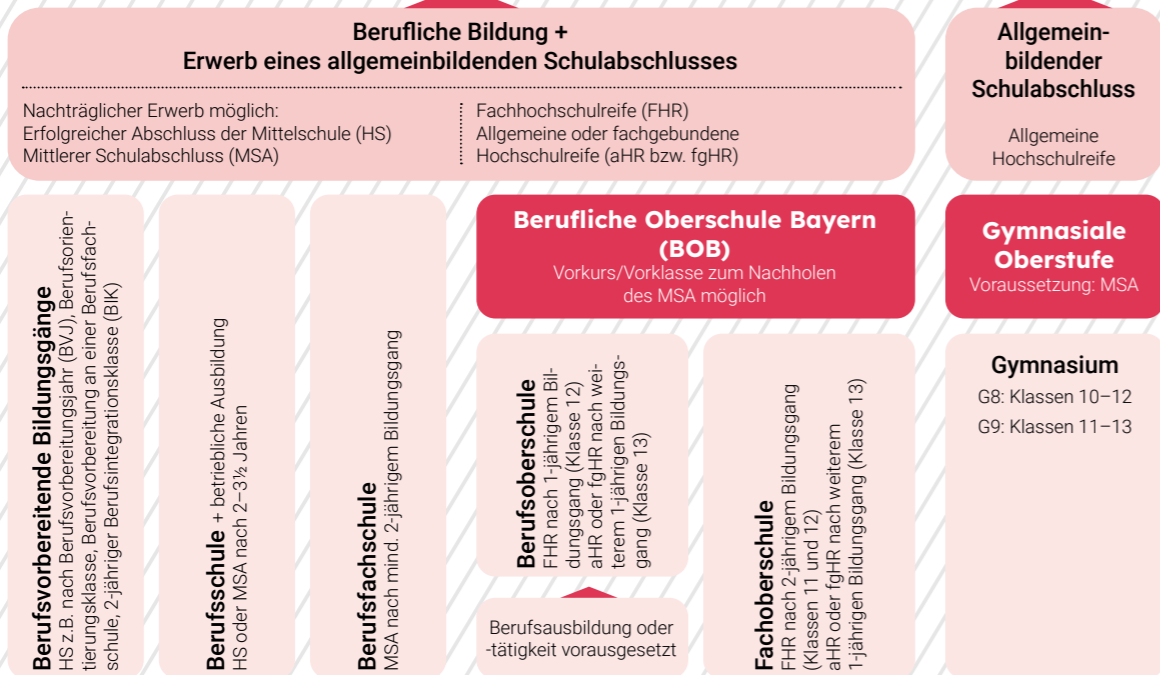 Berufliche Bildung +
Erwerb eines allgemeinbildenden Schulabschlusses
Nachträglicher Erwerb möglich:
Erfolgreicher Abschluss der Mittelschule (HS)
Mittlerer Schulabschluss (MSA)
Fachhochschulreife (FHR)
Allgemeine oder fachgebundene
Hochschulreife (aHR bzw. fgHR)
Allgemein-
bildender
Schulabschluss
Allgemeine
Hochschulreife
Berufsvorbereitende Bildungsgänge
HS z.B. nach Berufsvorbereitungsjahr (BVJ), Berufsorien-
tierungsklasse, Berufsvorbereitung an einer Berufsfach-
schule, 2-jähriger Berufsintegrationsklasse (BIK)
Berufsschule + betriebliche Ausbildung
HS oder MSA nach 2–3½ Jahren
Berufsfachschule
MSA nach mind. 2-jährigem Bildungsgang
Berufliche Oberschule Bayern
(BOB)
Vorkurs/Vorklasse zum Nachholen
des MSA möglich
Berufsoberschule
FHR nach 1-jährigem Bil-
dungsgang (Klasse 12)
aHR oder fgHR nach wei-
terem 1-jährigen Bildungs-
gang (Klasse 13)
Berufsausbildung oder
-tätigkeit vorausgesetzt
Fachoberschule
FHR nach 2-jährigem Bildungsgang
(Klassen 11 und 12)
aHR oder fgHR nach weiterem
1-jährigen Bildungsgang (Klasse 13)
Gymnasiale
Oberstufe
Voraussetzung: MSA
Gymnasium
G8: Klassen 10–12
G9: Klassen 11–13